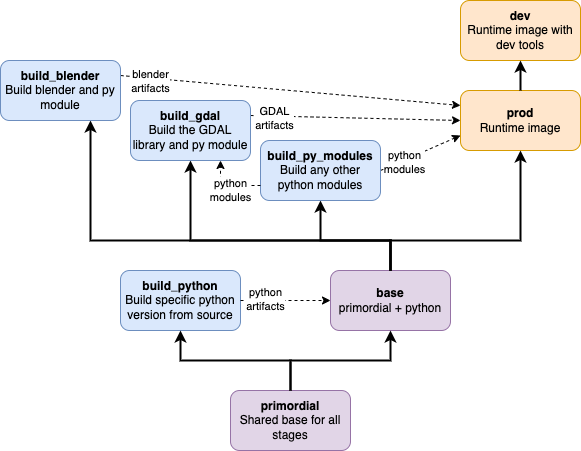 dev
Runtime image with
dev tools
build_blender
Build blender and py
module
blender
artifacts
build_gdal
Build the GDAL
library and py module
GDAL
artifacts
prod
Runtime image
build_py_modules
Build any other
python modules
python
modules
python
modules
build_python
Build specific python
version from source
python
artifacts
base
primordial + python
primordial
Shared base for all
stages